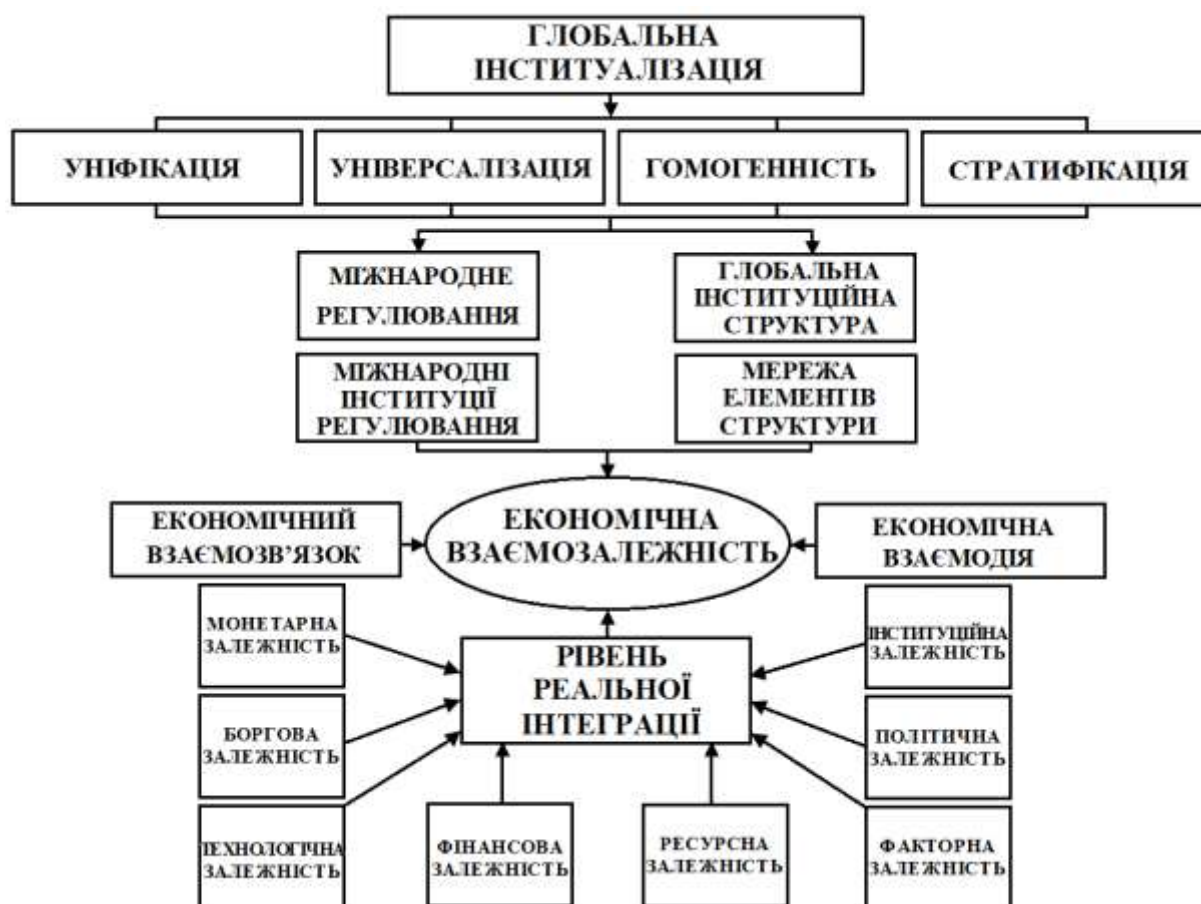 ГЛОБАЛЬНА
ІНСТИТУАЛІЗАЦІЯ
УНІФІКАЦІЯ
УНІВЕРСАЛІЗАЦІЯ
ГОМОГЕННІСТЬ
СТРАТИФІКАЦІЯ
МІЖНАРОДНЕ
РЕГУЛЮВАННЯ
ГЛОБАЛЬНА
ІНСТИТУЦІЙНА
СТРУКТУРА
МІЖНАРОДНІ
ІНСТИТУЦІЇ
РЕГУЛЮВАННЯ
МЕРЕЖА
ЕЛЕМЕНТІВ
СТРУКТУРИ
ЕКОНОМІЧНИЙ
ВЗАЄМОЗВ'ЯЗОК
ЕКОНОМІЧНА
ВЗАЄМОЗАЛЕЖНІСТЬ
ЕКОНОМІЧНА
ВЗАЄМОДІЯ
МОНЕТАРНА
ЗАЛЕЖНІСТЬ
РІВЕНЬ
РЕАЛЬНОЇ
ІНТЕГРАЦІЇ
ІНСТИТУЦІЙНА
ЗАЛЕЖНІСТЬ
БОРГОВА
ЗАЛЕЖНІСТЬ
ПОЛІТИЧНА
ЗАЛЕЖНІСТЬ
ТЕХНОЛОГІЧНА
ЗАЛЕЖНІСТЬ
ФІНАНСОВА
ЗАЛЕЖНІСТЬ
РЕСУРСНА
ЗАЛЕЖНІСТЬ
ФАКТОРНА
ЗАЛЕЖНІСТЬ